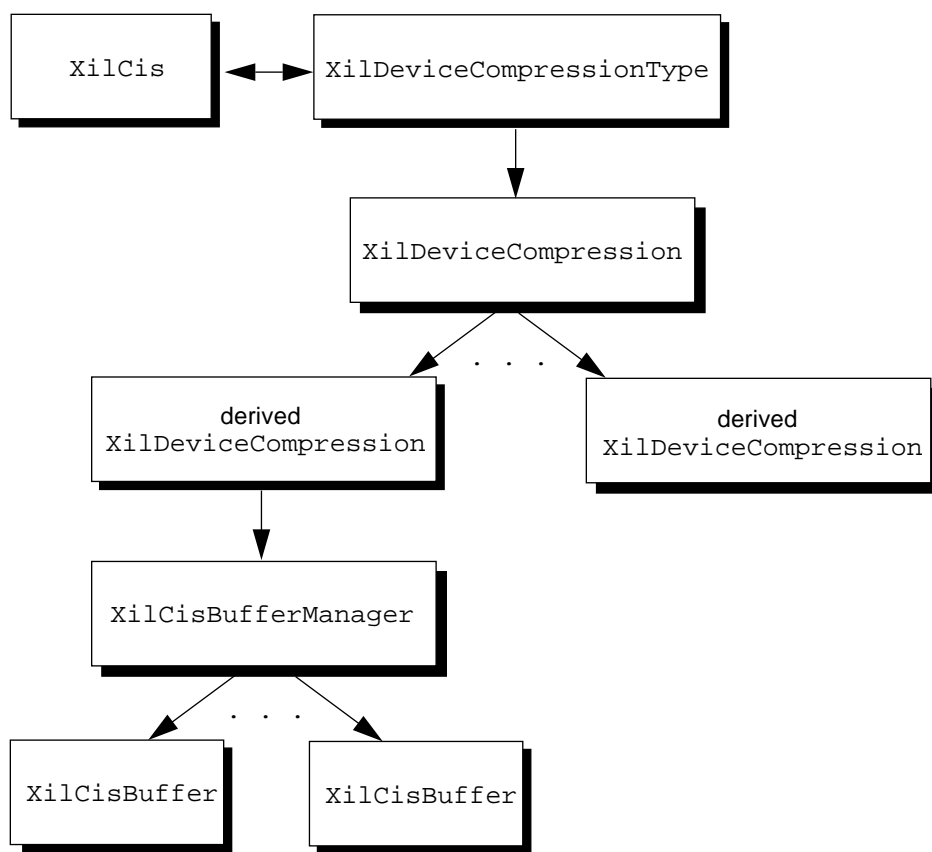 XilCis
XilDeviceCompressionType
XilDeviceCompression
. . .
derived
XilDeviceCompression
derived
XilDeviceCompression
XilCisBufferManager
. . .
XilCisBuffer
XilCisBuffer